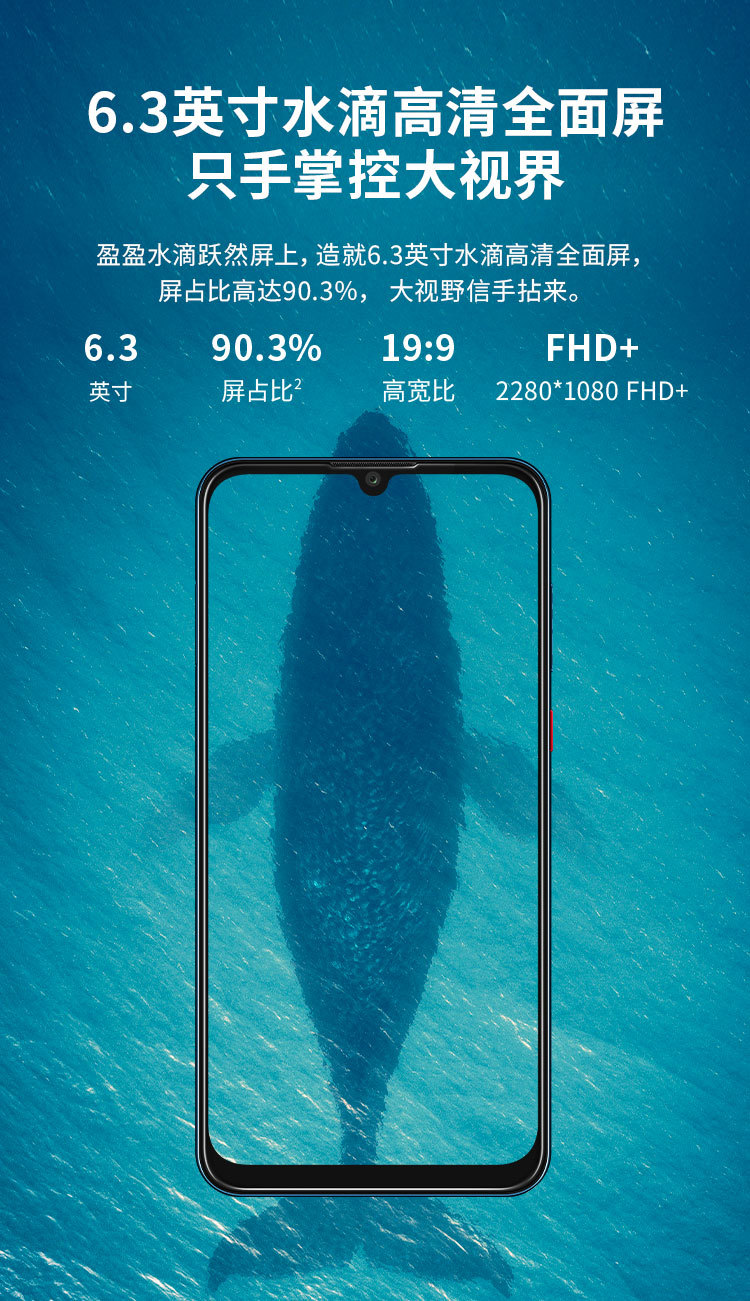 6.3英寸水滴高清全面屏
只手掌控大视界
盈盈水滴跃然屏上，造就6.3英寸水滴高清全面屏，
屏占比高达90.3%， 大视野信手拈来。
6.3 90.3% 19:9 FHD+
英寸 屏占比2 高宽比 2280*1080 FHD+